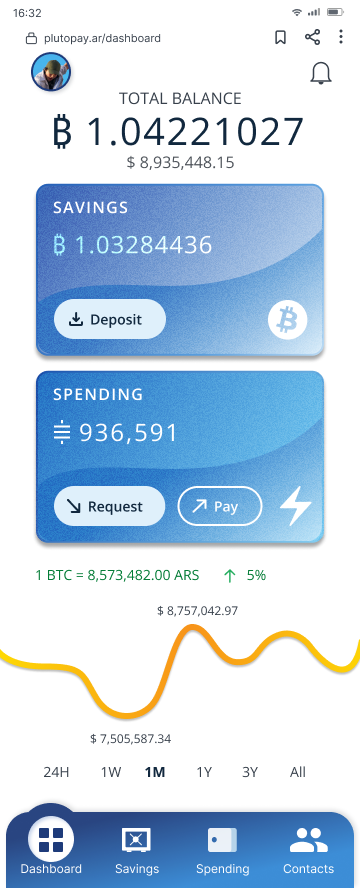 16:32
plutopay.ar/dashboard
TOTAL BALANCE
₿ 1.04221027
$ 8,935,448.15
SAVINGS
₿ 1.03284436
Deposit
SPENDING
936,591
Request
Pay
1 BTC = 8,573,482.00 ARS ↑ 5%
$ 8,757,042.97
$ 7,505,587.34
24H 1W 1M 1Y 3Y All
Dashboard Savings Spending Contacts